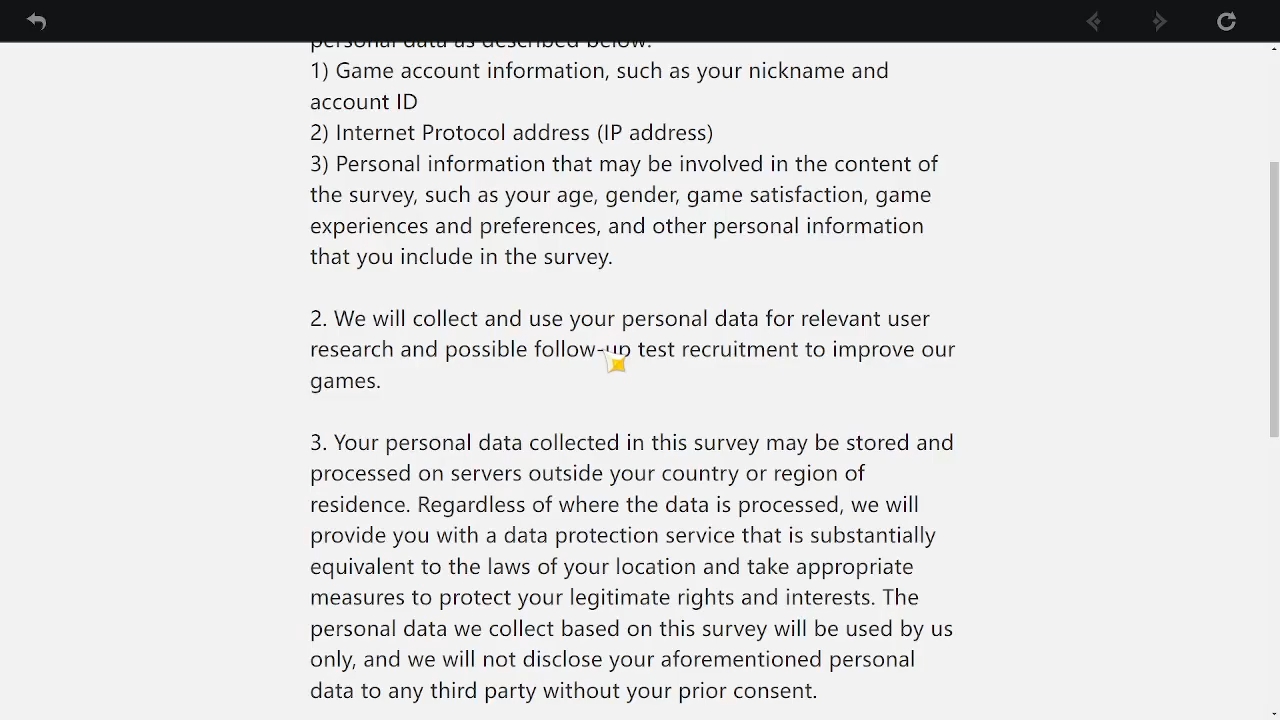 personal data as described below.
1) Game account information, such as your nickname and
account ID
2) Internet Protocol address (IP address)
3) Personal information that may be involved in the content of
the survey, such as your age, gender, game satisfaction, game
experiences and preferences, and other personal information
that you include in the survey.
2. We will collect and use your personal data for relevant user
research and possible follow-up test recruitment to improve our
games.
3. Your personal data collected in this survey may be stored and
processed on servers outside your country or region of
residence. Regardless of where the data is processed, we will
provide you with a data protection service that is substantially
equivalent to the laws of your location and take appropriate
measures to protect your legitimate rights and interests. The
personal data we collect based on this survey will be used by us
only, and we will not disclose your aforementioned personal
data to any third party without your prior consent.